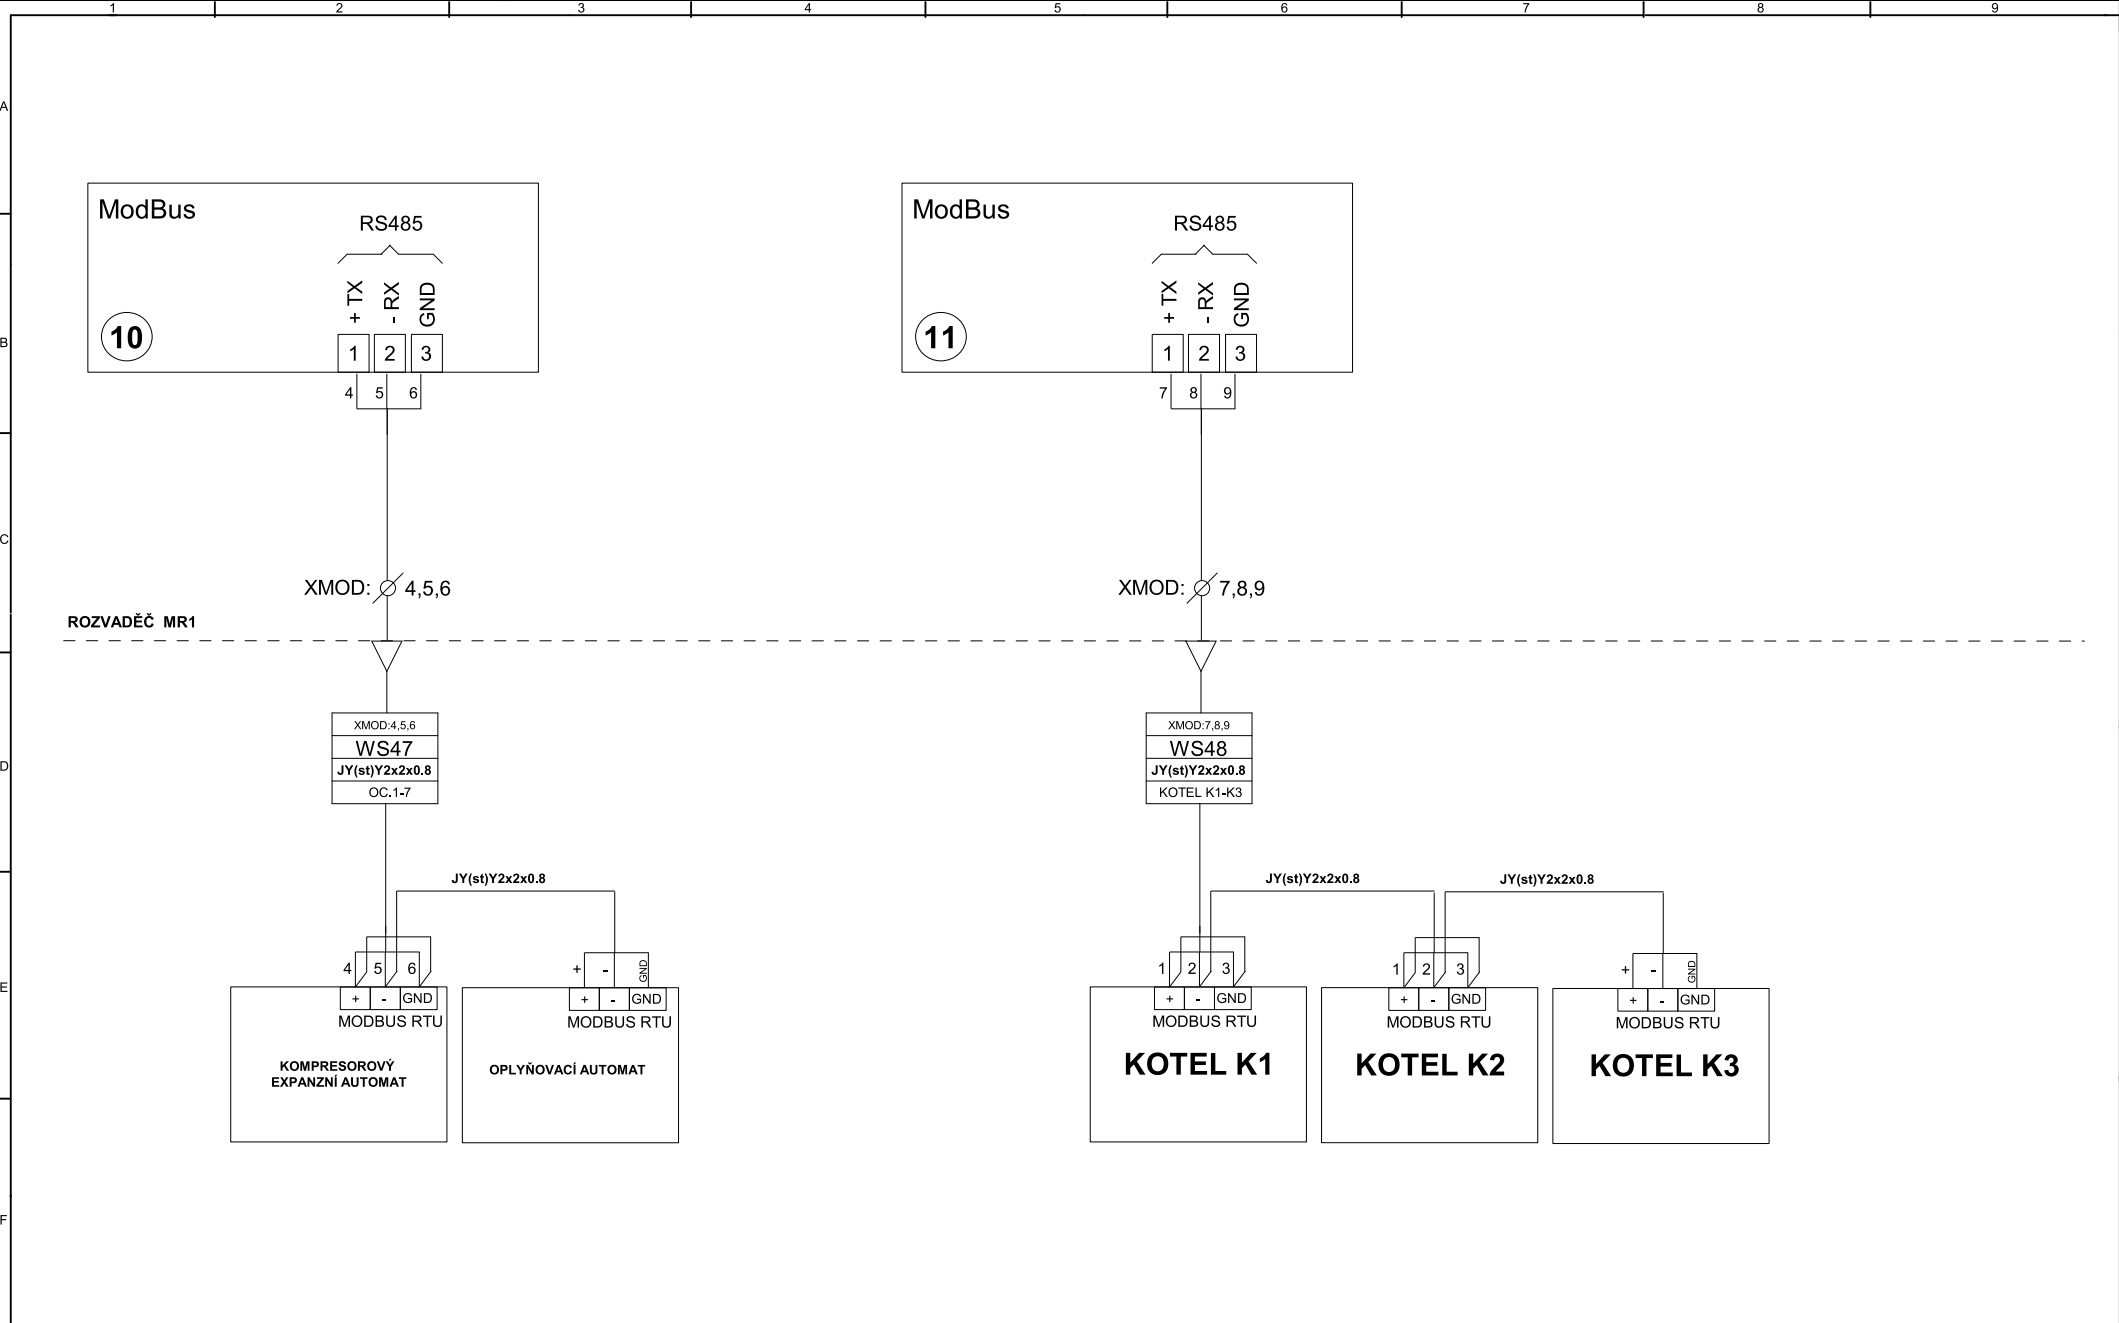 1 2 3 4 5 6 7 8 9
A
ModBus
RS485
+ TX
- RX
GND
10
1 2 3
4 5 6
ModBus
RS485
+ TX
- RX
GND
11
1 2 3
7 8 9
B
C
XMOD: 4,5,6
XMOD: 7,8,9
ROZVADĚČ MR1
XMOD:4,5,6
WS47
JY(st)Y2x2x0.8
OC.1-7
XMOD:7,8,9
WS48
JY(st)Y2x2x0.8
KOTEL K1-K3
D
JY(st)Y2x2x0.8
JY(st)Y2x2x0.8
JY(st)Y2x2x0.8
E
4 5 6
+ - GND
MODBUS RTU
KOMPRESOROVÝ
EXPANZNÍ AUTOMAT
+ - GND
+ - GND
MODBUS RTU
OPLYŇOVACÍ AUTOMAT
1 2 3
+ - GND
MODBUS RTU
KOTEL K1
1 2 3
+ - GND
MODBUS RTU
KOTEL K2
+ - GND
+ - GND
MODBUS RTU
KOTEL K3
F